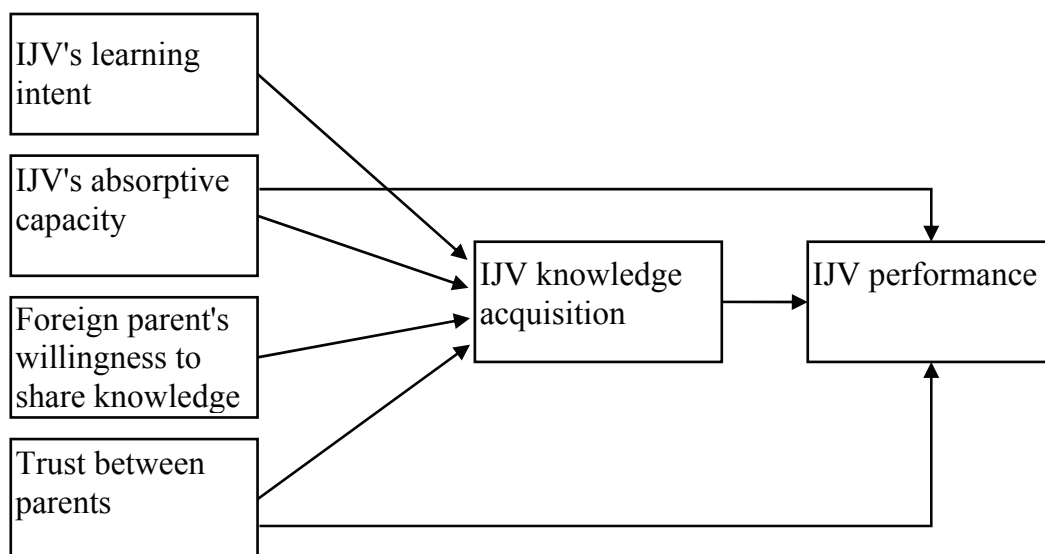 IJV's learning
intent
IJV's absorptive
capacity
Foreign parent's
willingness to
share knowledge
Trust between
parents
IJV knowledge
acquisition
IJV performance